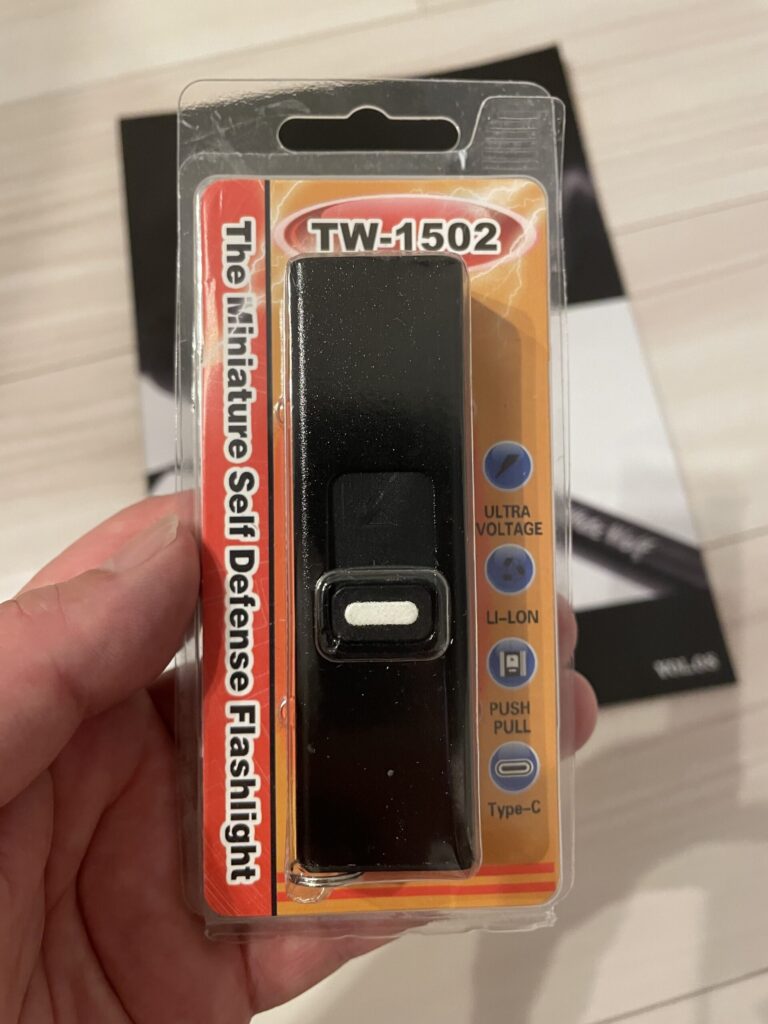 TW-1502
The Miniature Self Defense Flashlight
ULTRA
VOLTAGE
LI-LON
PUSH
PULL
Type-C